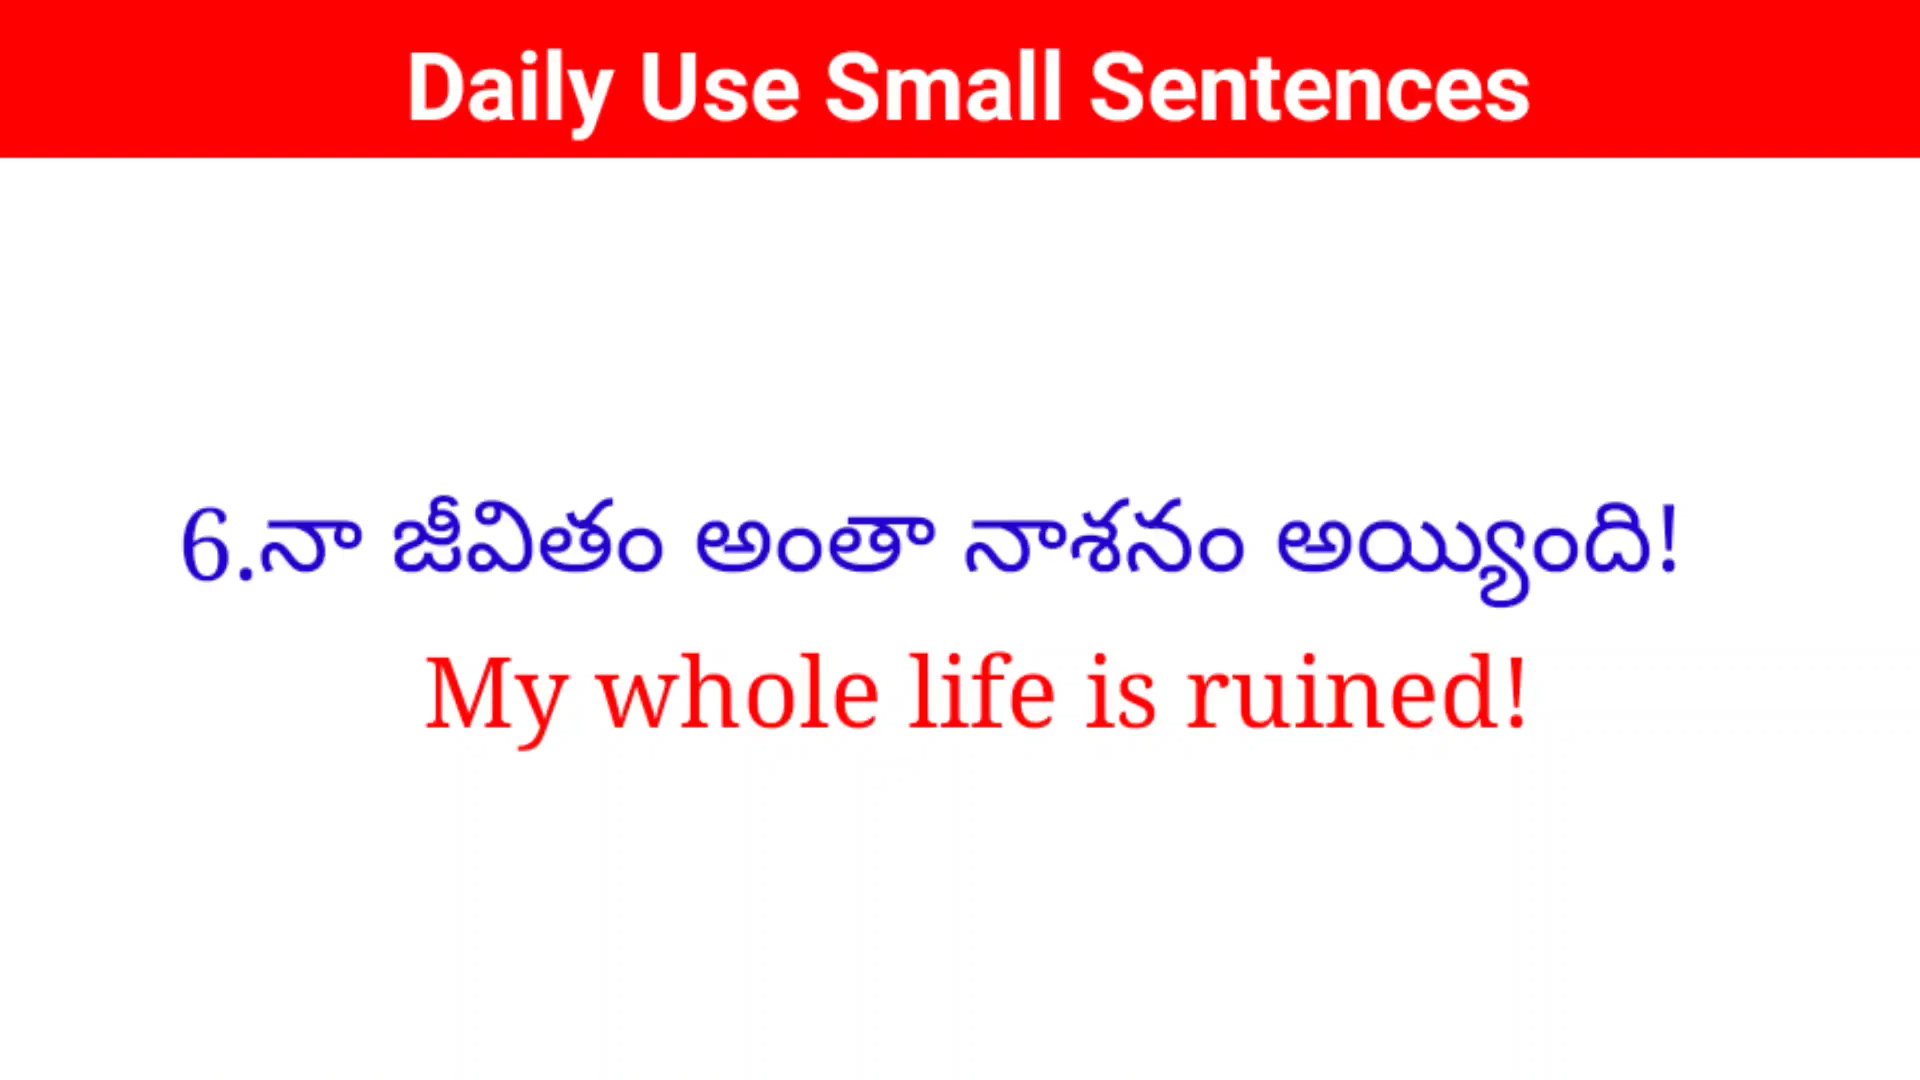 Daily Use Small Sentences
6.నా జీవితం అంతా నాశనం అయ్యింది!
My whole life is ruined!